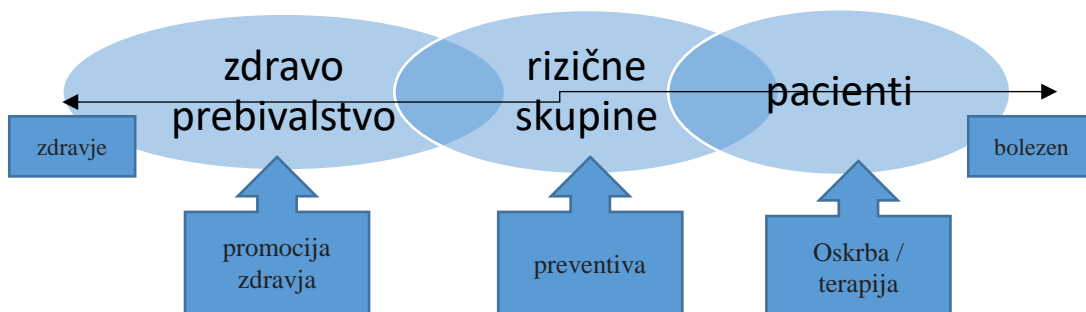 zdravo
prebivalstvo
rizične
skupine
pacienti
zdravje
bolezen
promocija
zdravja
preventiva
Oskrba /
terapija